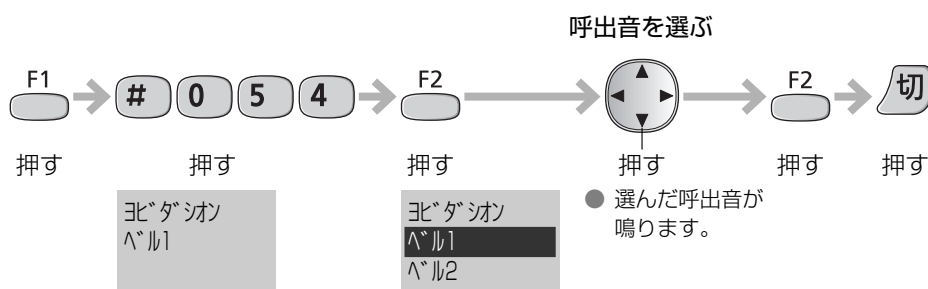 呼出音を選ぶ
F1
# 0 5 4
F2
F2
切
押す
押す
押す
押す
押す
押す
ﾖﾋﾞﾀﾞｼｵﾝ
ﾍﾞﾙ1
ﾖﾋﾞﾀﾞｼｵﾝ
ﾍﾞﾙ1
ﾍﾞﾙ2
● 選んだ呼出音が
鳴ります。